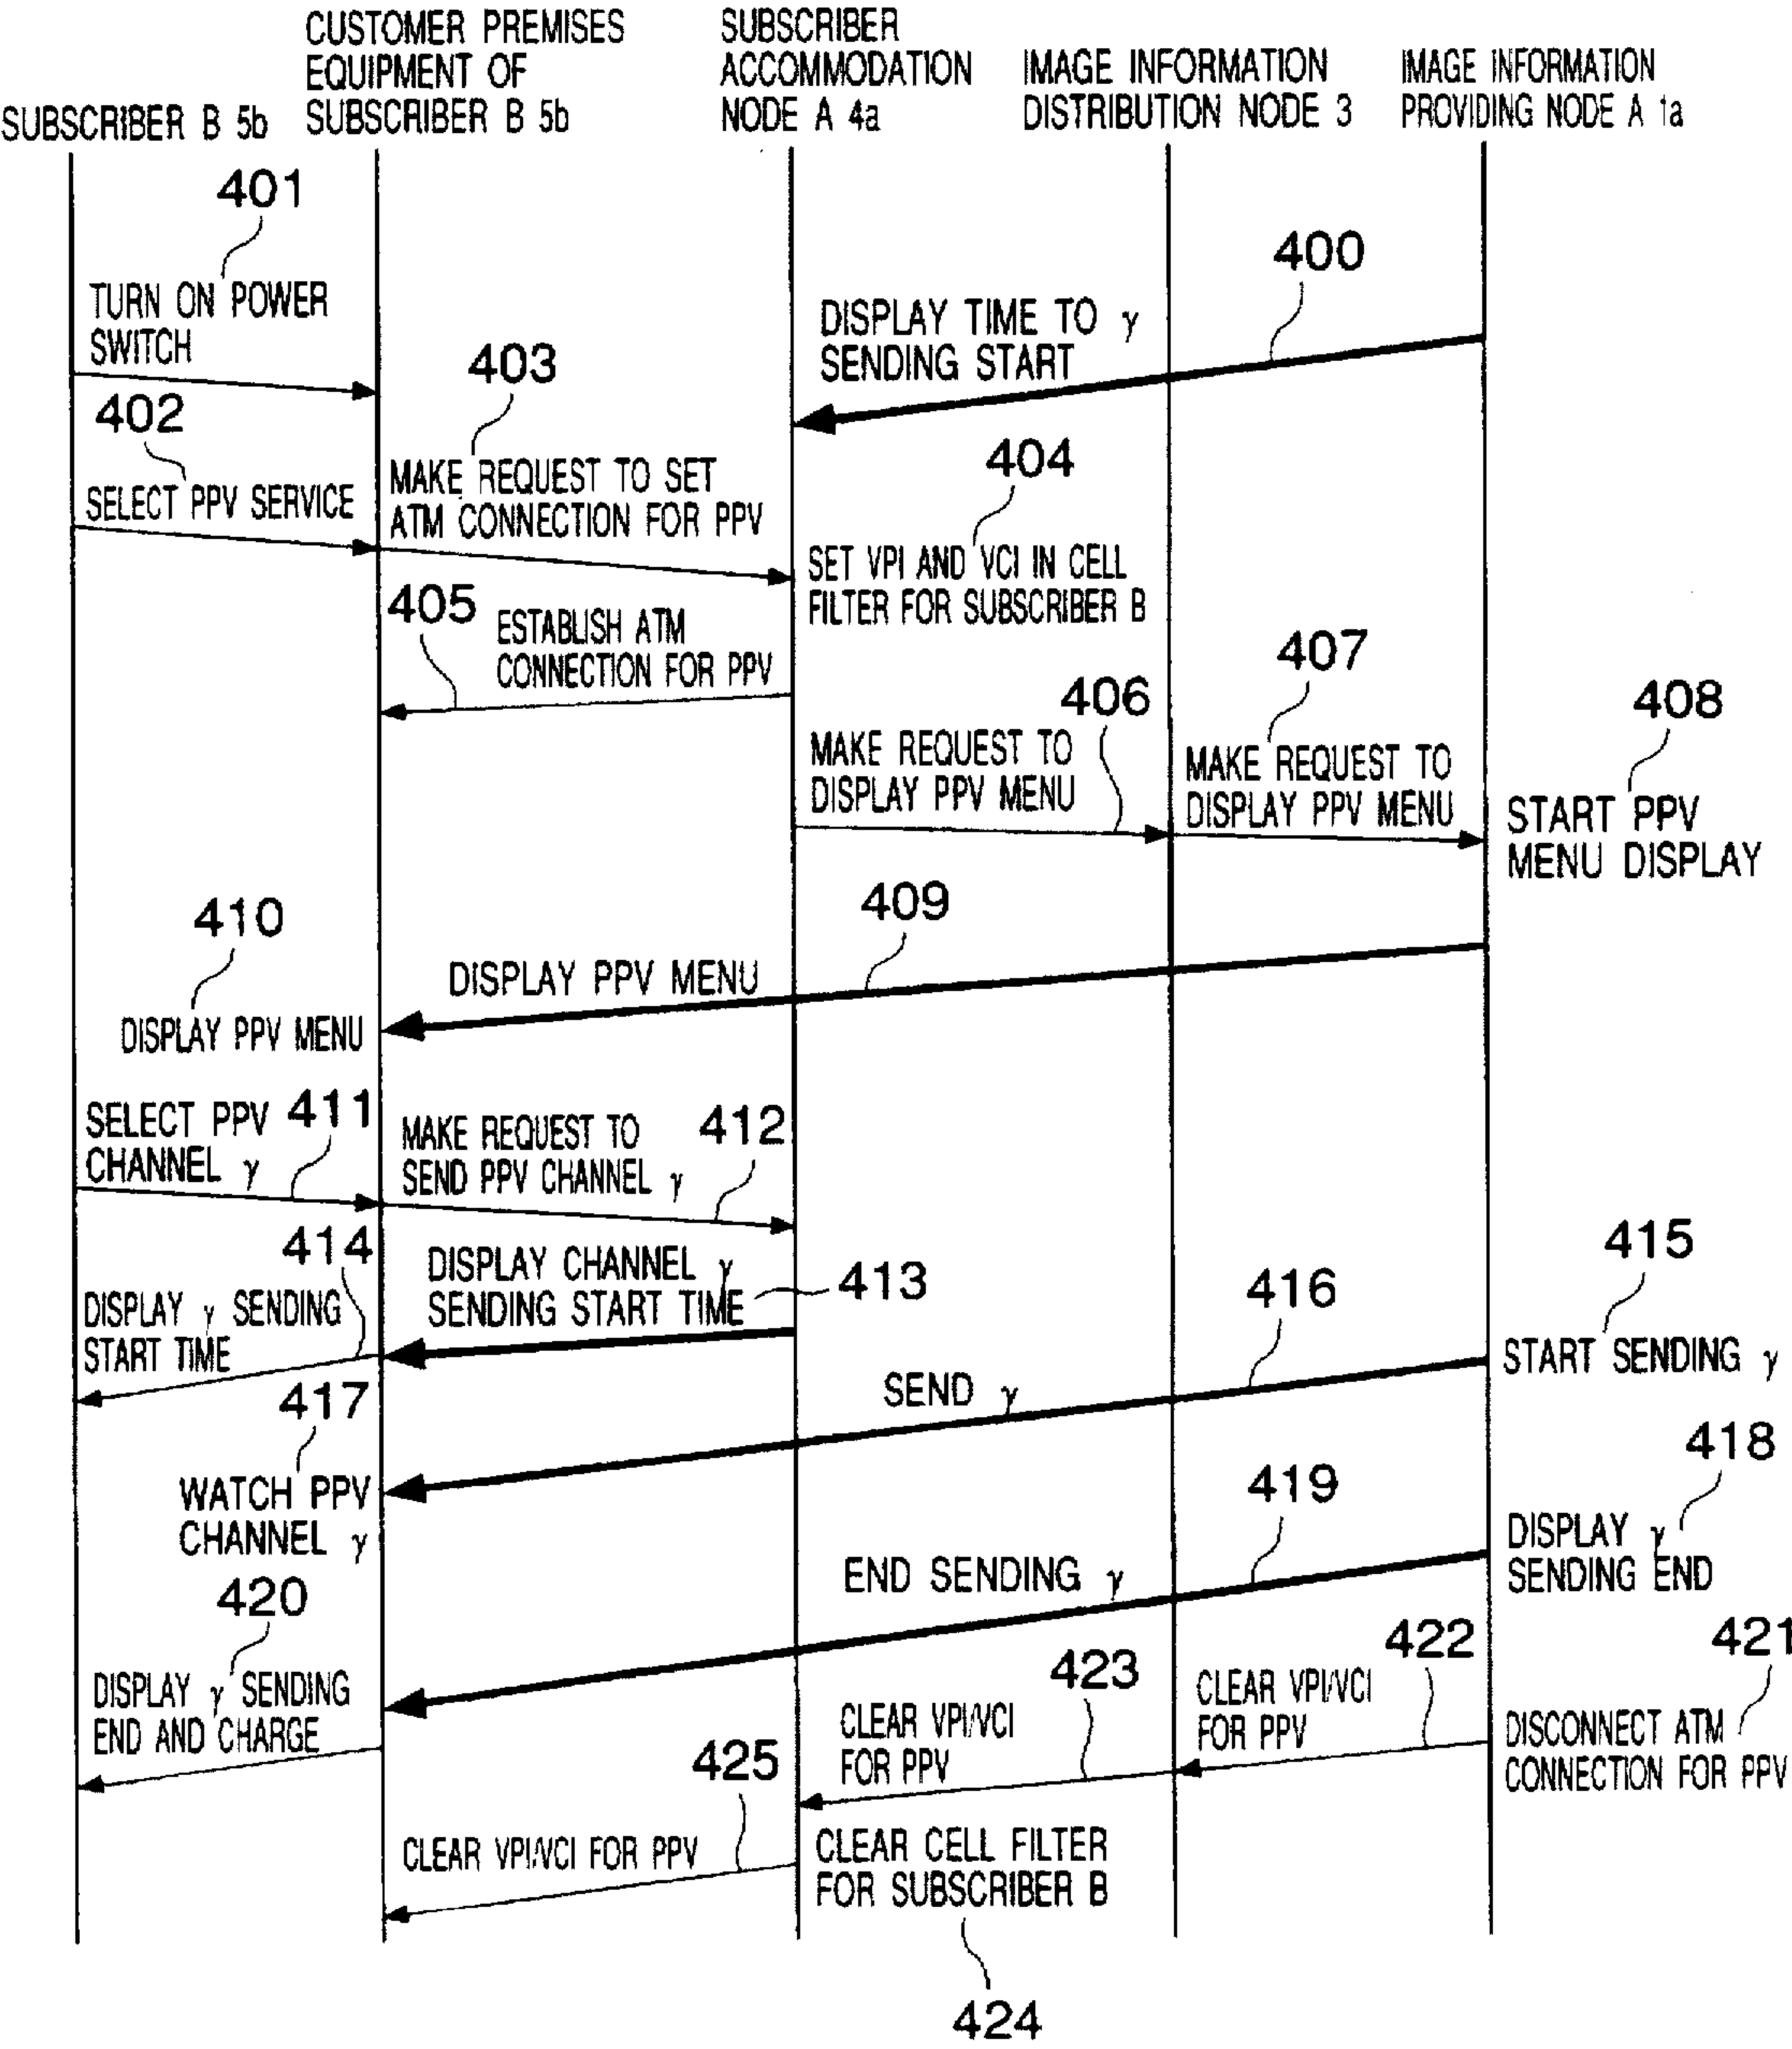 SUBSCRIBER B 5b
CUSTOMER PREMISES
EQUIPMENT OF
SUBSCRIBER B 5b
SUBSCRIBER
ACCOMMODATION
NODE A 4a
IMAGE INFORMATION
DISTRIBUTION NODE 3
IMAGE INFORMATION
PROVIDING NODE A 1a
401
TURN ON POWER
SWITCH
400
DISPLAY TIME TO γ
SENDING START
402
SELECT PPV SERVICE
403
MAKE REQUEST TO SET
ATM CONNECTION FOR PPV
404
SET VPI AND VCI IN CELL
FILTER FOR SUBSCRIBER B
405
ESTABLISH ATM
CONNECTION FOR PPV
406
MAKE REQUEST TO
DISPLAY PPV MENU
407
MAKE REQUEST TO
DISPLAY PPV MENU
408
START PPV
MENU DISPLAY
409
DISPLAY PPV MENU
410
DISPLAY PPV MENU
SELECT PPV
CHANNEL γ
411
MAKE REQUEST TO
SEND PPV CHANNEL γ
412
DISPLAY CHANNEL γ
SENDING START TIME
413
414
DISPLAY γ SENDING
START TIME
415
START SENDING γ
416
SEND γ
417
WATCH PPV
CHANNEL γ
418
DISPLAY γ
SENDING END
419
END SENDING γ
420
DISPLAY γ SENDING
END AND CHARGE
421
DISCONNECT ATM
CONNECTION FOR PPV
422
CLEAR VPI/VCI
FOR PPV
423
CLEAR VPI/VCI
FOR PPV
CLEAR CELL FILTER
FOR SUBSCRIBER B
424
425
CLEAR VPI/VCI FOR PPV